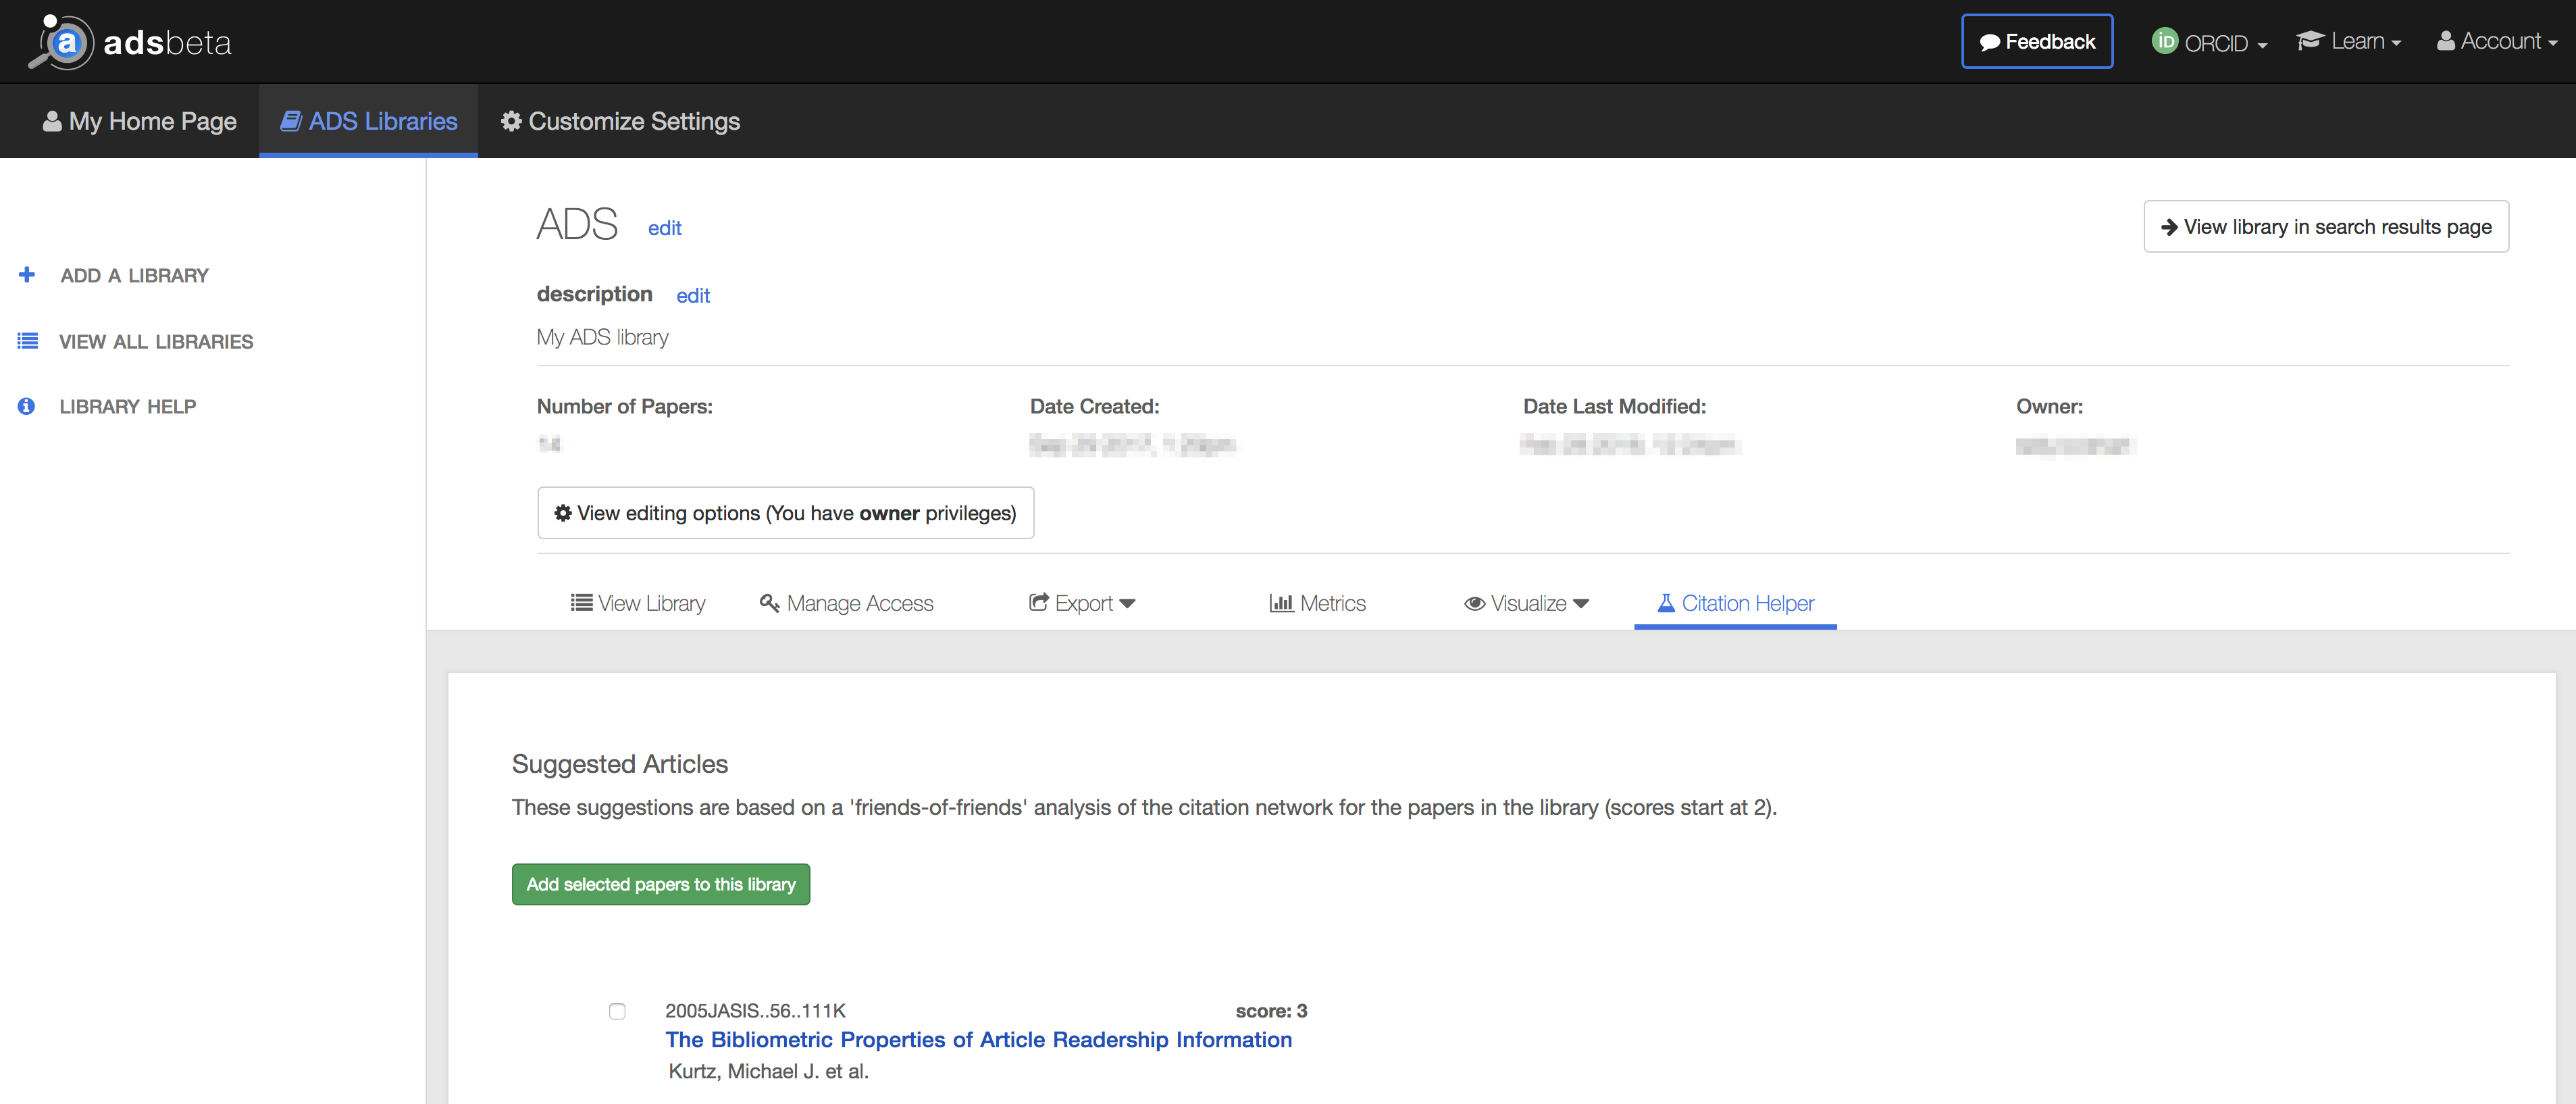 adsbeta
Feedback
iD ORCID
Learn
Account
My Home Page
ADS Libraries
Customize Settings
ADD A LIBRARY
VIEW ALL LIBRARIES
LIBRARY HELP
ADS edit
View library in search results page
description edit
My ADS library
Number of Papers: Date Created: Date Last Modified: Owner:
View editing options (You have owner privileges)
View Library Manage Access Export Metrics Visualize Citation Helper
Suggested Articles
These suggestions are based on a 'friends-of-friends' analysis of the citation network for the papers in the library (scores start at 2).
Add selected papers to this library
2005JASIS..56..111K score: 3
The Bibliometric Properties of Article Readership Information
Kurtz, Michael J. et al.